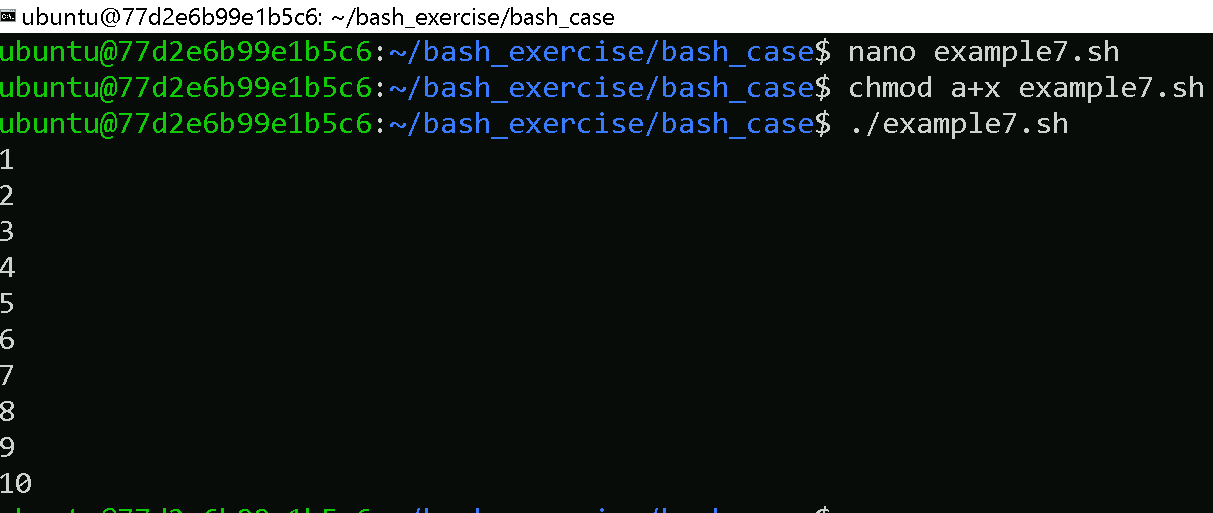 ubuntu@77d2e6b99e1b5c6: ~/bash_exercise/bash_case
ubuntu@77d2e6b99e1b5c6:~/bash_exercise/bash_case$ nano example7.sh
ubuntu@77d2e6b99e1b5c6:~/bash_exercise/bash_case$ chmod a+x example7.sh
ubuntu@77d2e6b99e1b5c6:~/bash_exercise/bash_case$ ./example7.sh
1
2
3
4
5
6
7
8
9
10